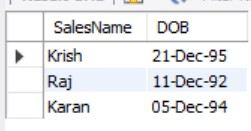 SalesName DOB
Krish 21-Dec-95
Raj 11-Dec-92
Karan 05-Dec-94